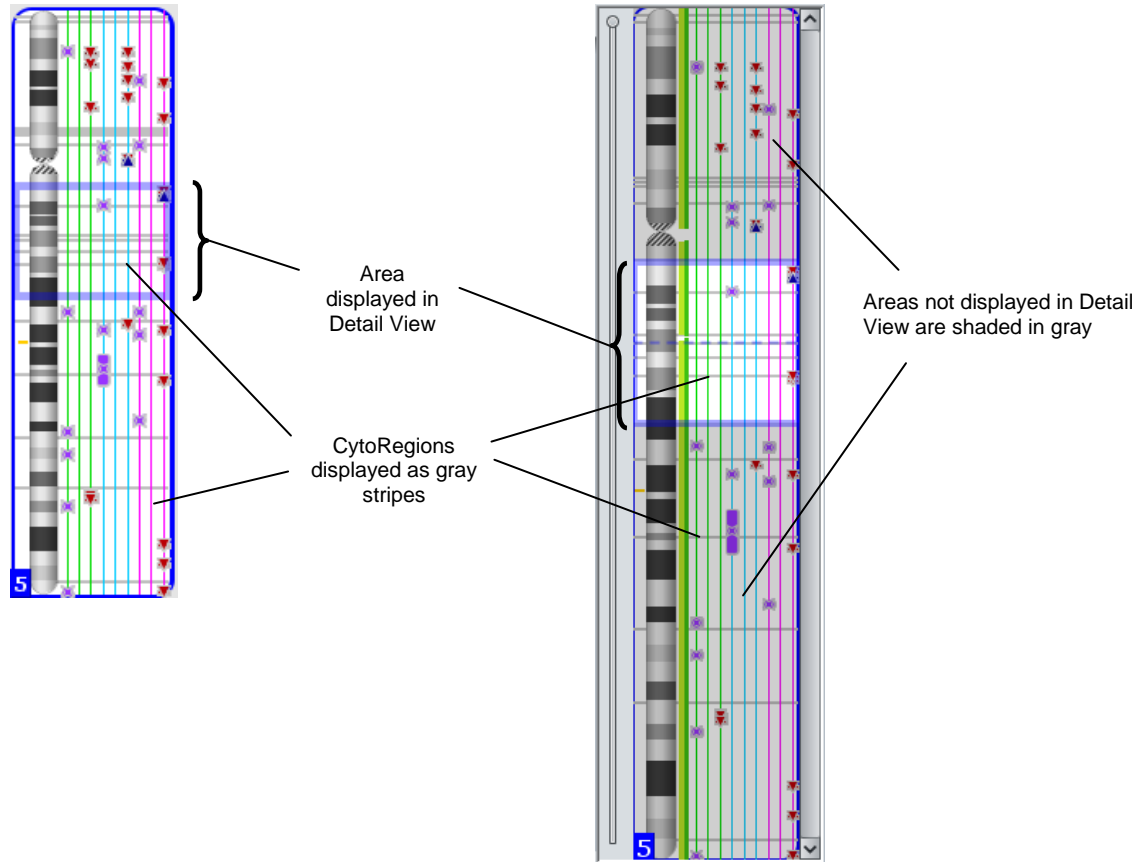 Area
displayed in
Detail View
Areas not displayed in Detail
View are shaded in gray
CytoRegions
displayed as gray
stripes
5
5